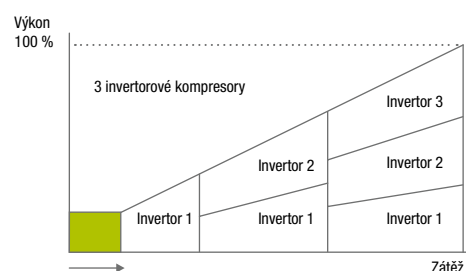 Výkon
100 %
3 invertorové kompresory
Invertor 3
Invertor 2
Invertor 2
Invertor 1
Invertor 1
Invertor 1
Zátěž